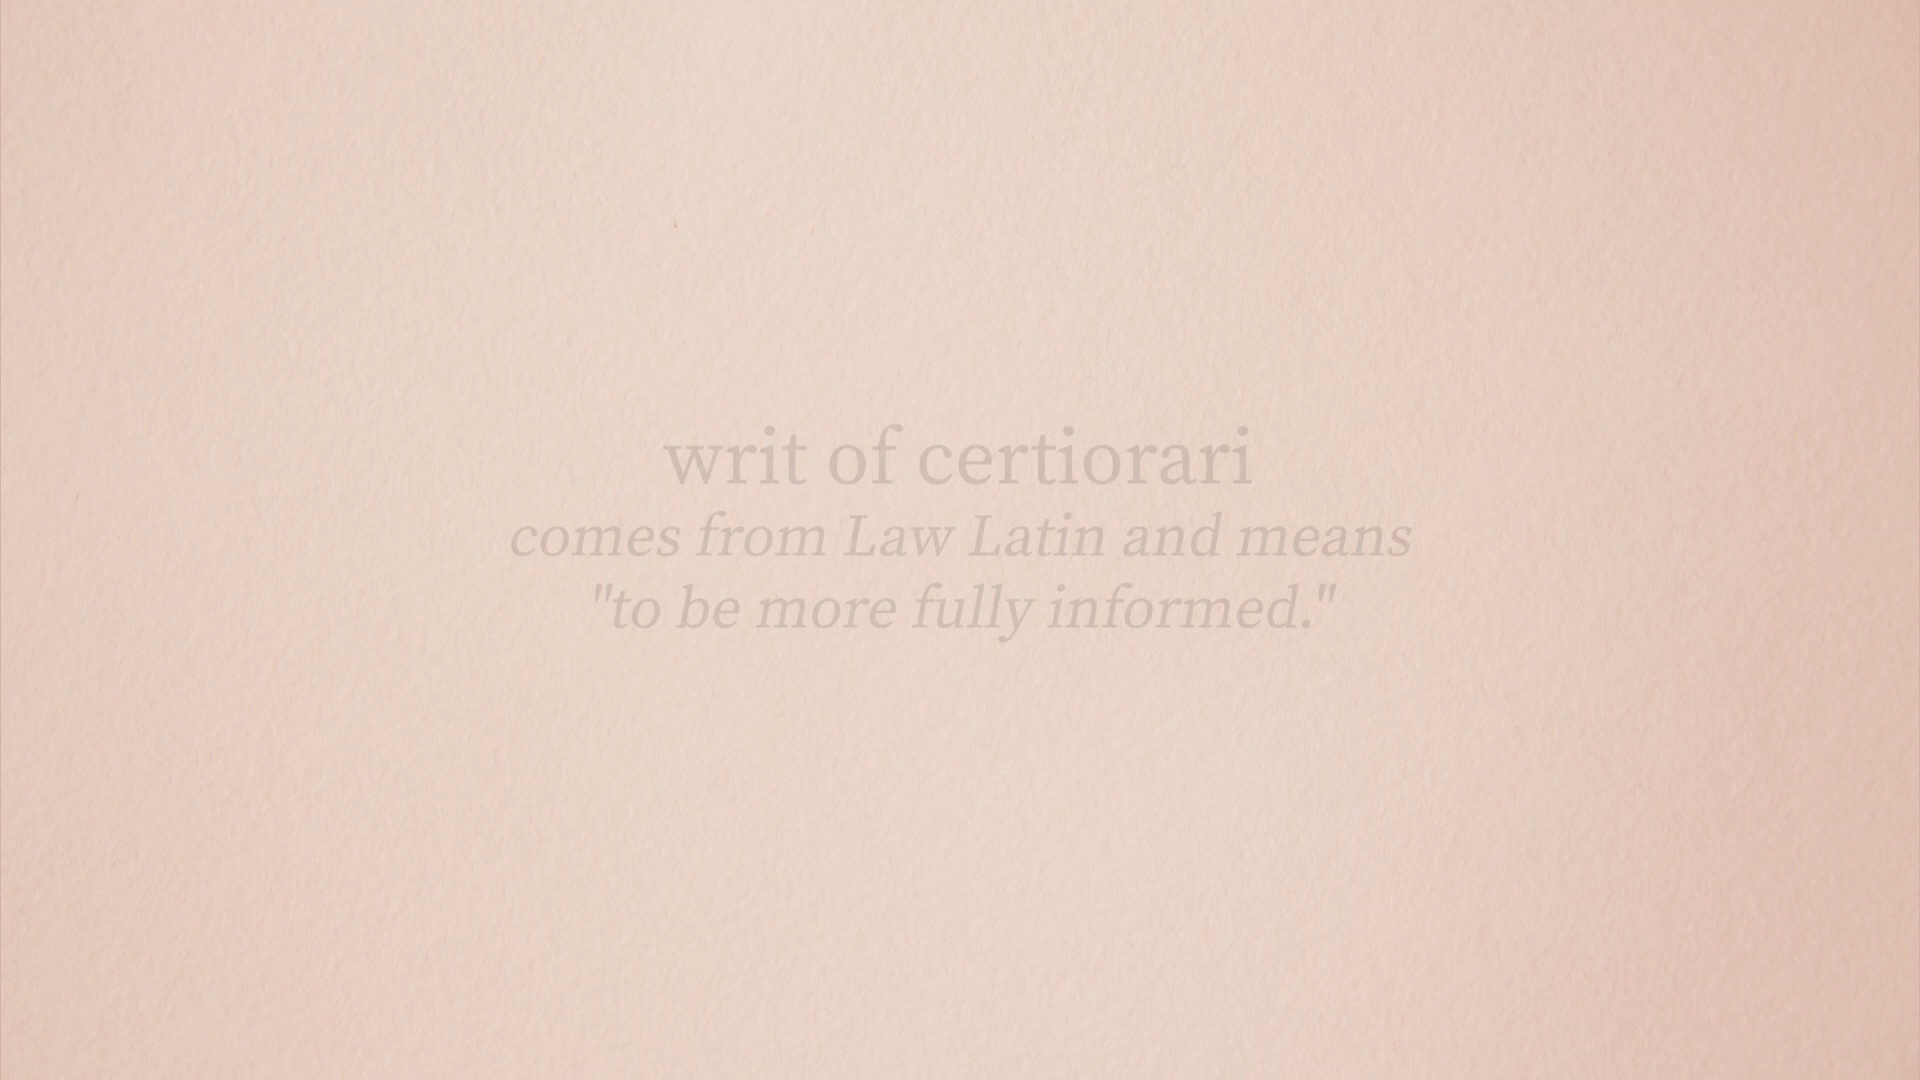 writ of certiorari
comes from Law Latin and means
"to be more fully informed."